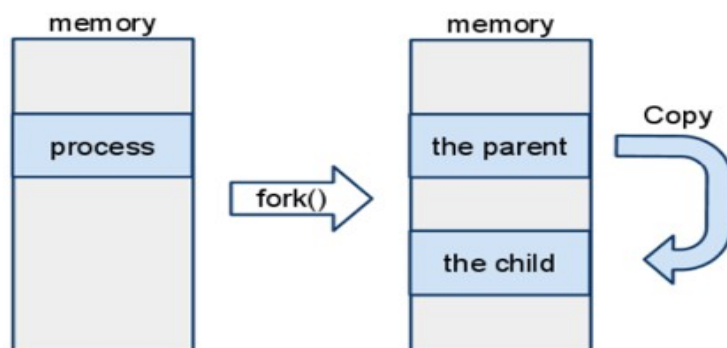 memory
memory
process
fork()
the parent
Copy
the child